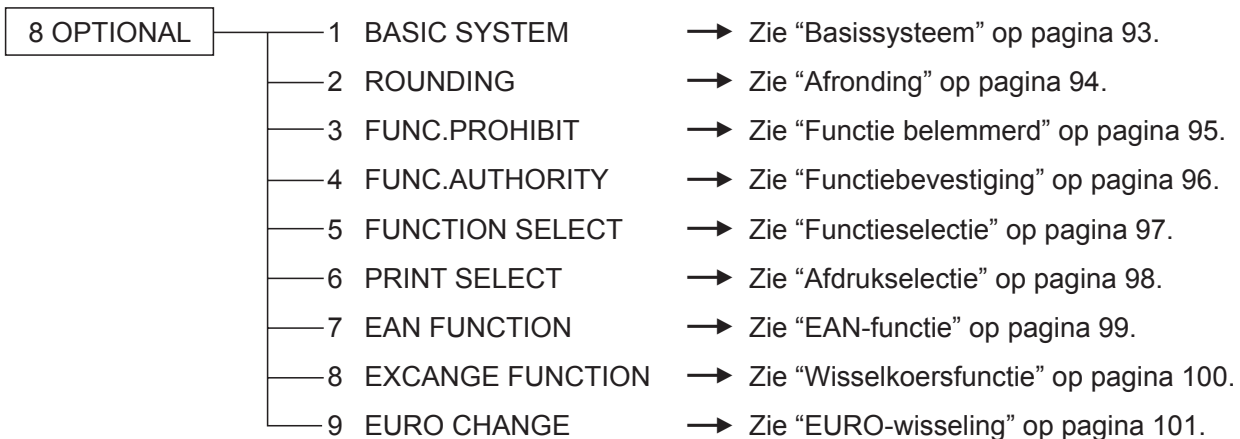 8 OPTIONAL
1 BASIC SYSTEM → Zie “Basissysteem” op pagina 93.
2 ROUNDING → Zie “Afronding” op pagina 94.
3 FUNC.PROHIBIT → Zie “Functie belemmerd” op pagina 95.
4 FUNC.AUTHORITY → Zie “Functiebevestiging” op pagina 96.
5 FUNCTION SELECT → Zie “Functieselectie” op pagina 97.
6 PRINT SELECT → Zie “Afdrukselectie” op pagina 98.
7 EAN FUNCTION → Zie “EAN-functie” op pagina 99.
8 EXCANGE FUNCTION → Zie “Wisselkoersfunctie” op pagina 100.
9 EURO CHANGE → Zie “EURO-wisseling” op pagina 101.